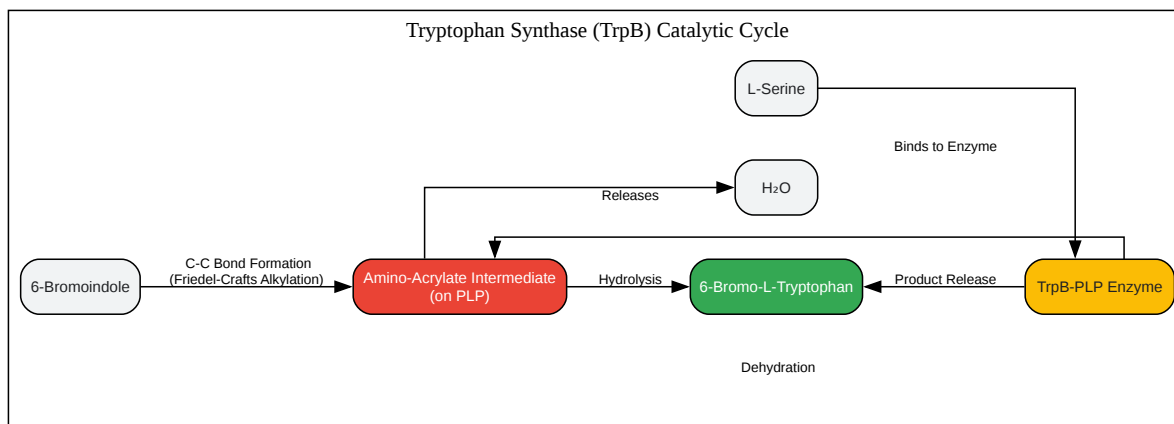 Tryptophan Synthase (TrpB) Catalytic Cycle
L-Serine
Binds to Enzyme
H₂O
Releases
6-Bromoindole
C-C Bond Formation
(Friedel-Crafts Alkylation)
Amino-Acrylate Intermediate
(on PLP)
Hydrolysis
6-Bromo-L-Tryptophan
Product Release
TrpB-PLP Enzyme
Dehydration